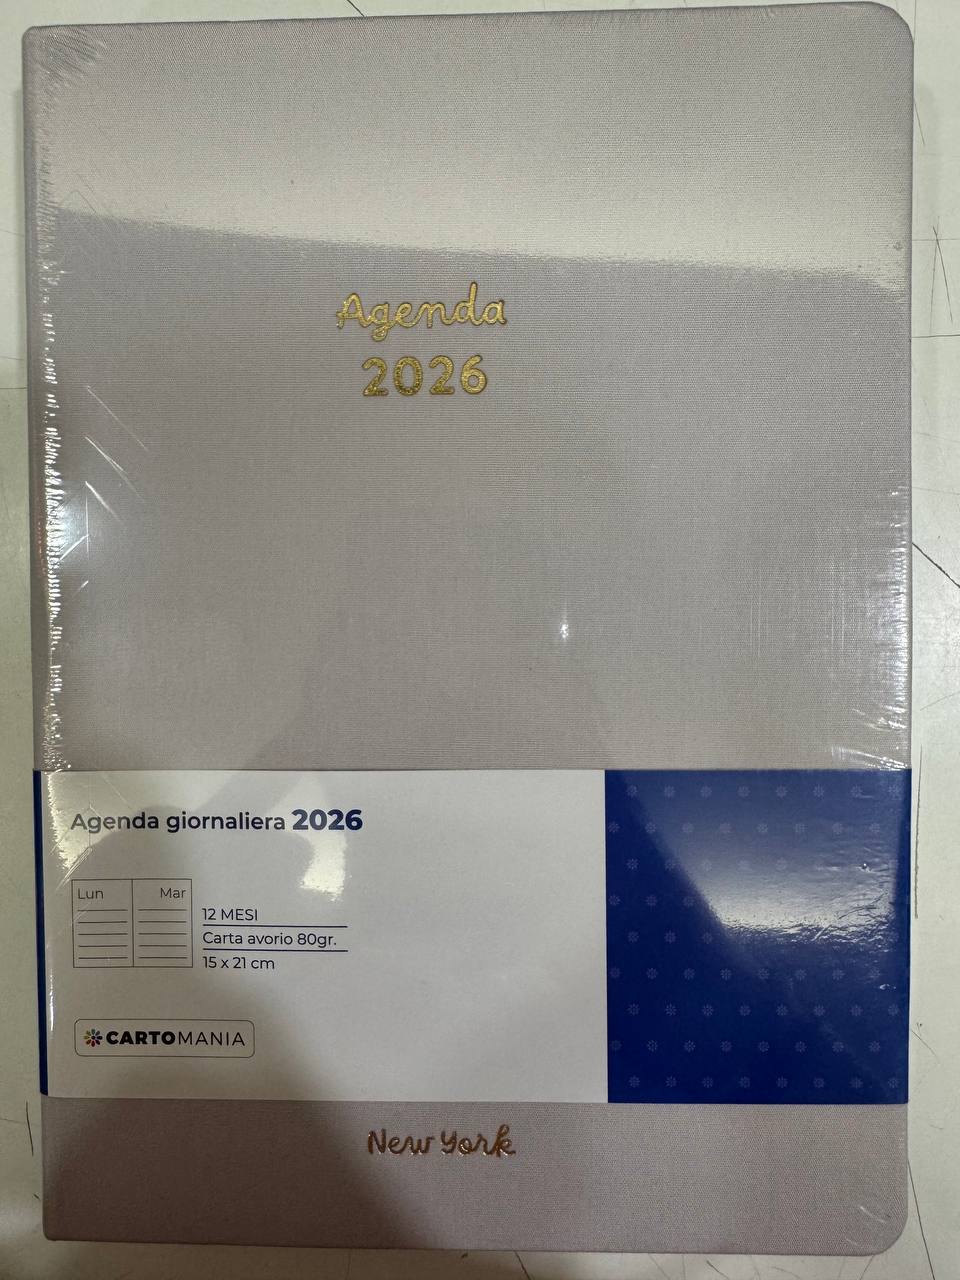 Agenda
2026
Agenda giornaliera 2026
Lun Mar
12 MESI
Carta avorio 80gr.
15 x 21 cm
CARTOMANIA
New York